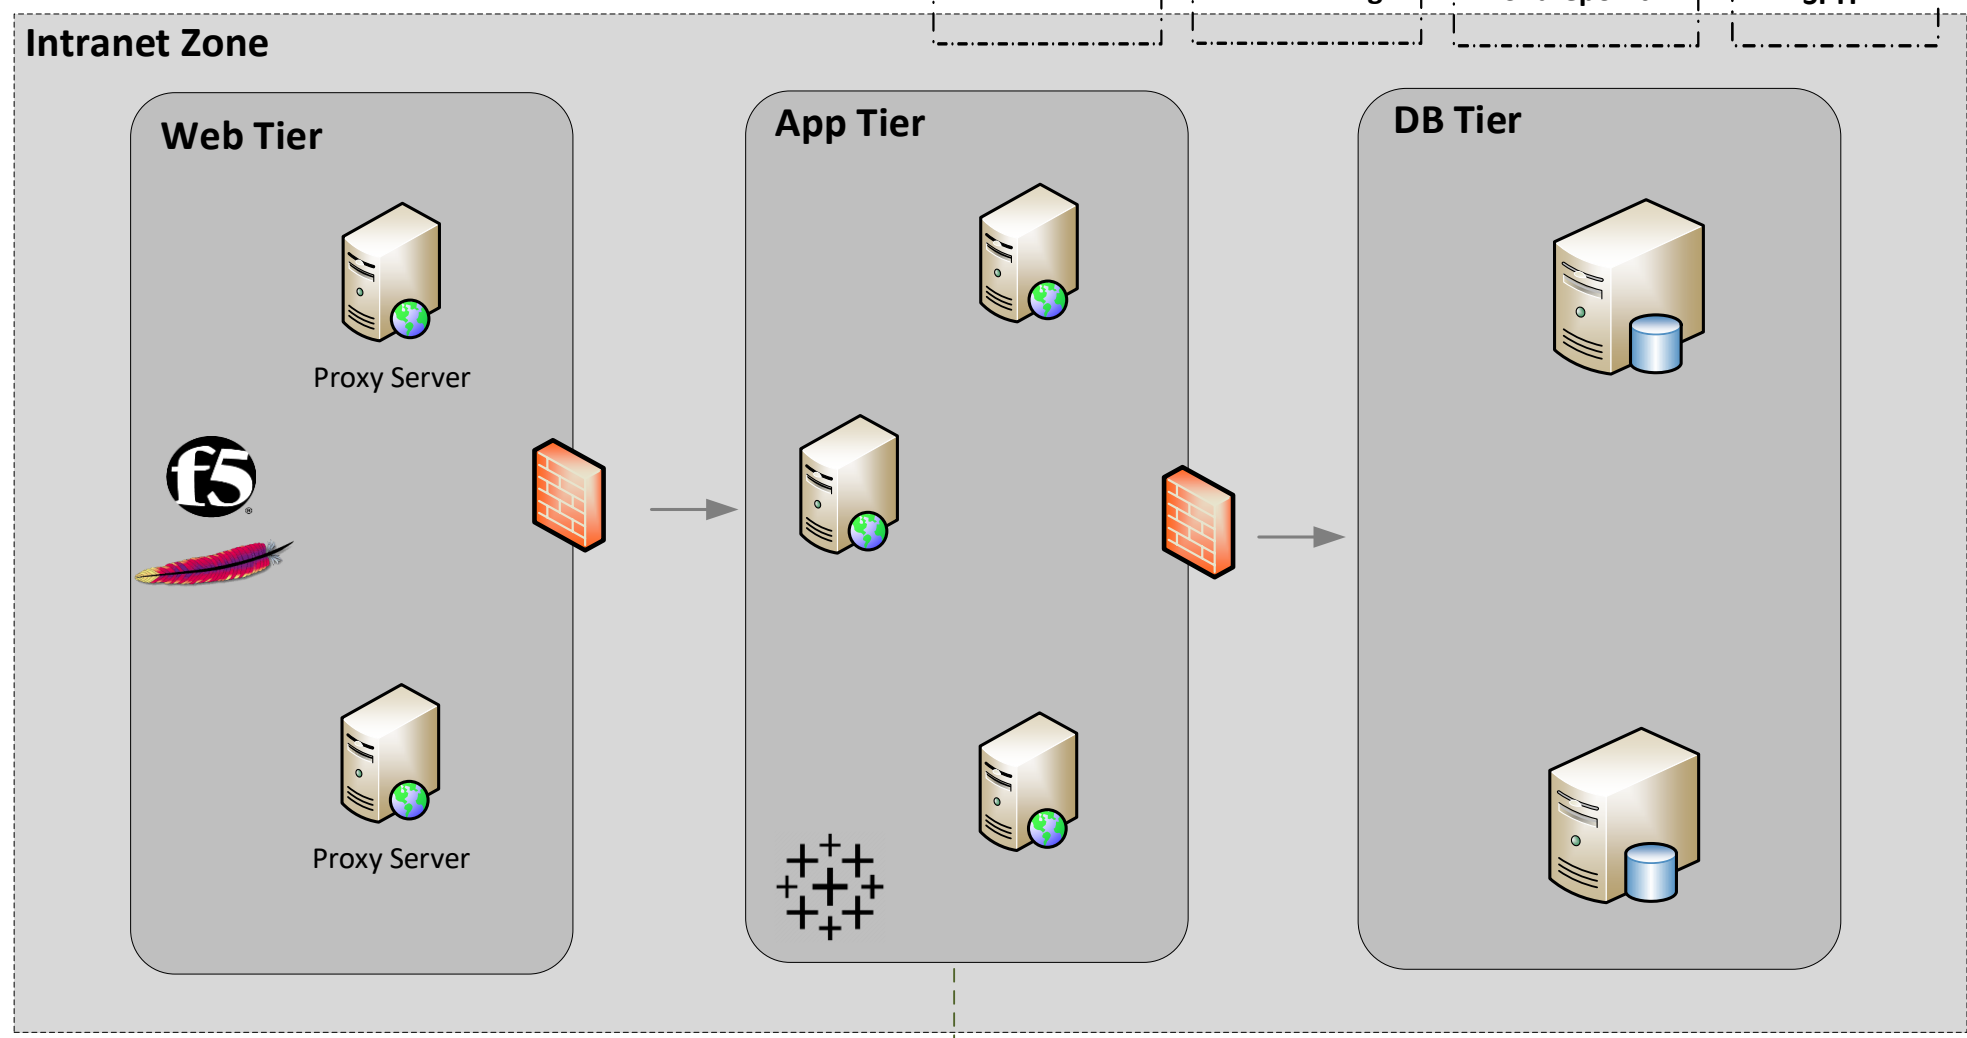 Intranet Zone
Web Tier
App Tier
DB Tier
Proxy Server
f5
®
Proxy Server